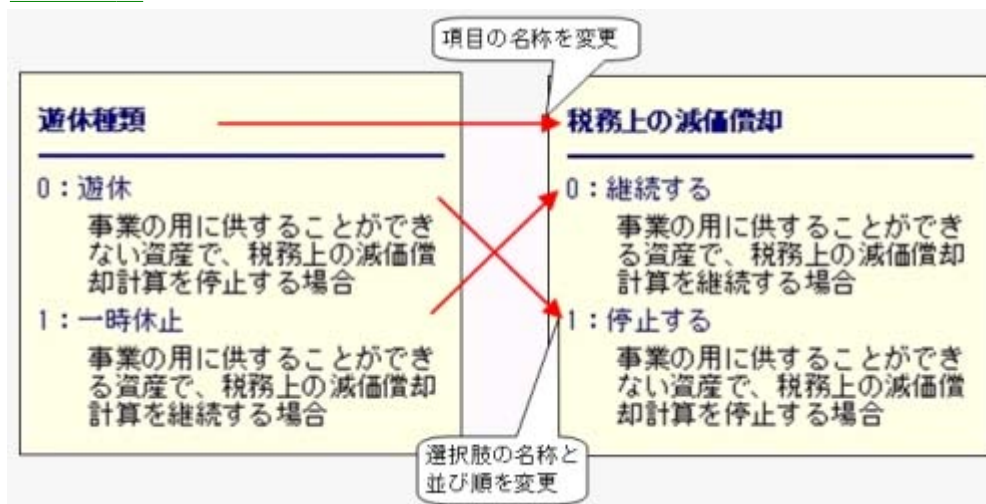 項目の名称を変更
遊休種類
0：遊休
事業の用に供することができ
ない資産で、税務上の減価償
却計算を停止する場合
1：一時休止
事業の用に供することができ
る資産で、税務上の減価償却
計算を継続する場合
税務上の減価償却
0：継続する
事業の用に供することができ
る資産で、税務上の減価償却
計算を継続する場合
1：停止する
事業の用に供することができ
ない資産で、税務上の減価償
却計算を停止する場合
選択肢の名称と
並び順を変更